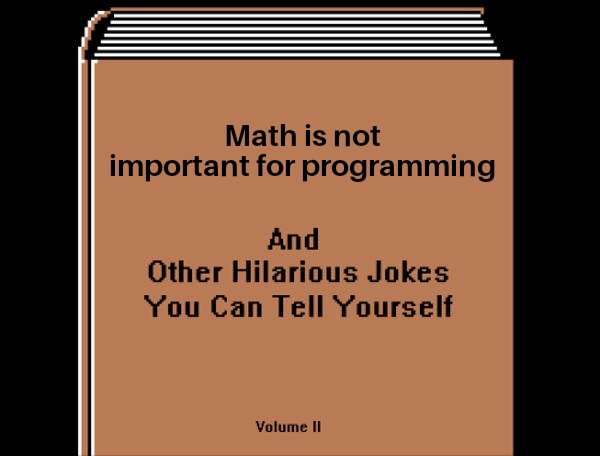 Math is not
important for programming
And
Other Hilarious Jokes
You Can Tell Yourself
Volume II